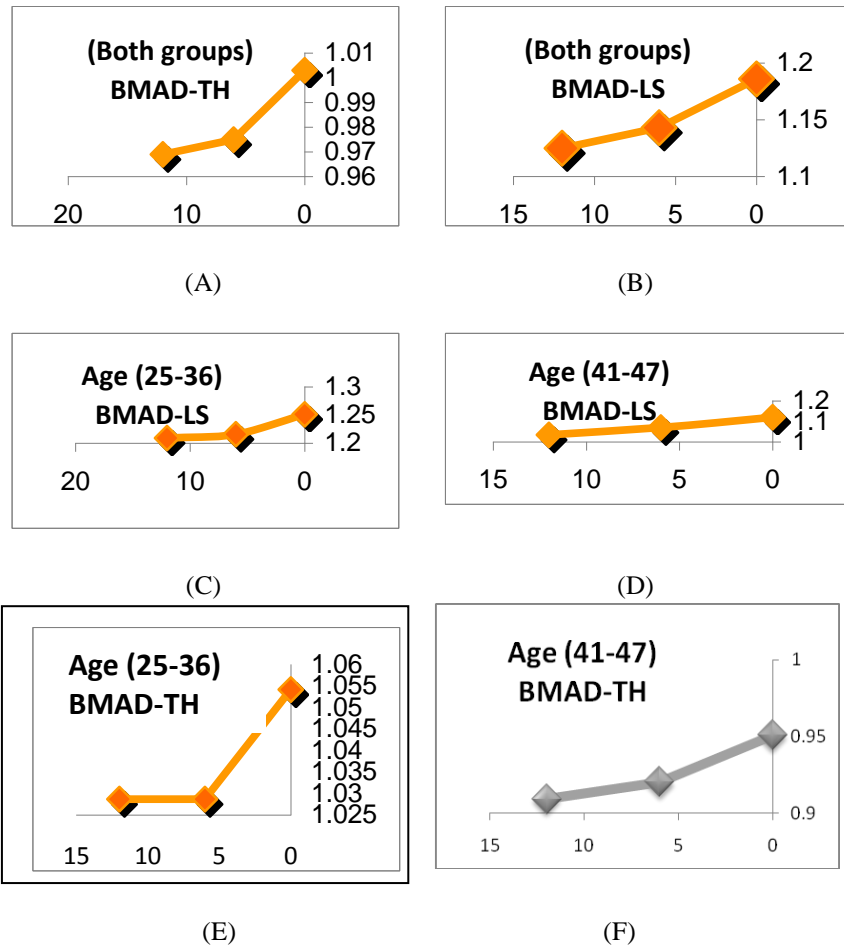 (Both groups)
BMAD-TH
1.01
1
0.99
0.98
0.97
0.96
20 10 0
(A)
(Both groups)
BMAD-LS
1.2
1.15
1.1
15 10 5 0
(B)
Age (25-36)
BMAD-LS
1.3
1.25
1.2
20 10 0
(C)
Age (41-47)
BMAD-LS
1.2
1.1
1
15 10 5 0
(D)
Age (25-36)
BMAD-TH
1.06
1.055
1.05
1.045
1.04
1.035
1.03
1.025
15 10 5 0
(E)
Age (41-47)
BMAD-TH
1
0.95
0.9
15 10 5 0
(F)